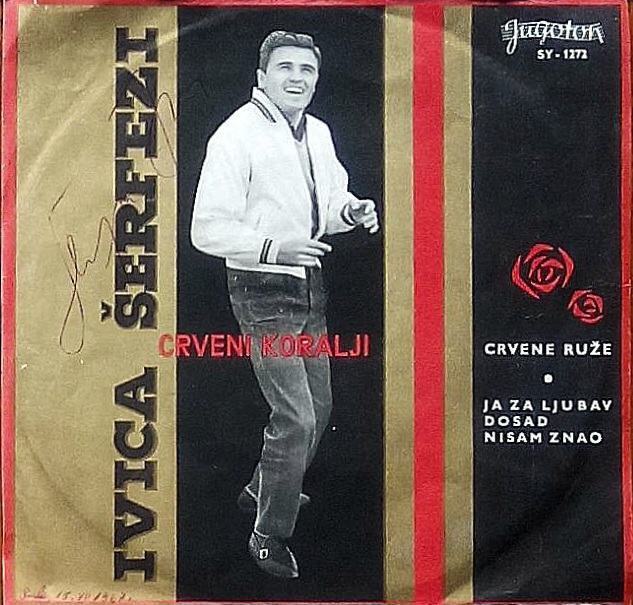 IVICA ŠERFEZI
CRVENI KORALJI
Jugoton
SY - 1272
CRVENE RUŽE
JA ZA LJUBAV
DOSAD
NISAM ZNAO